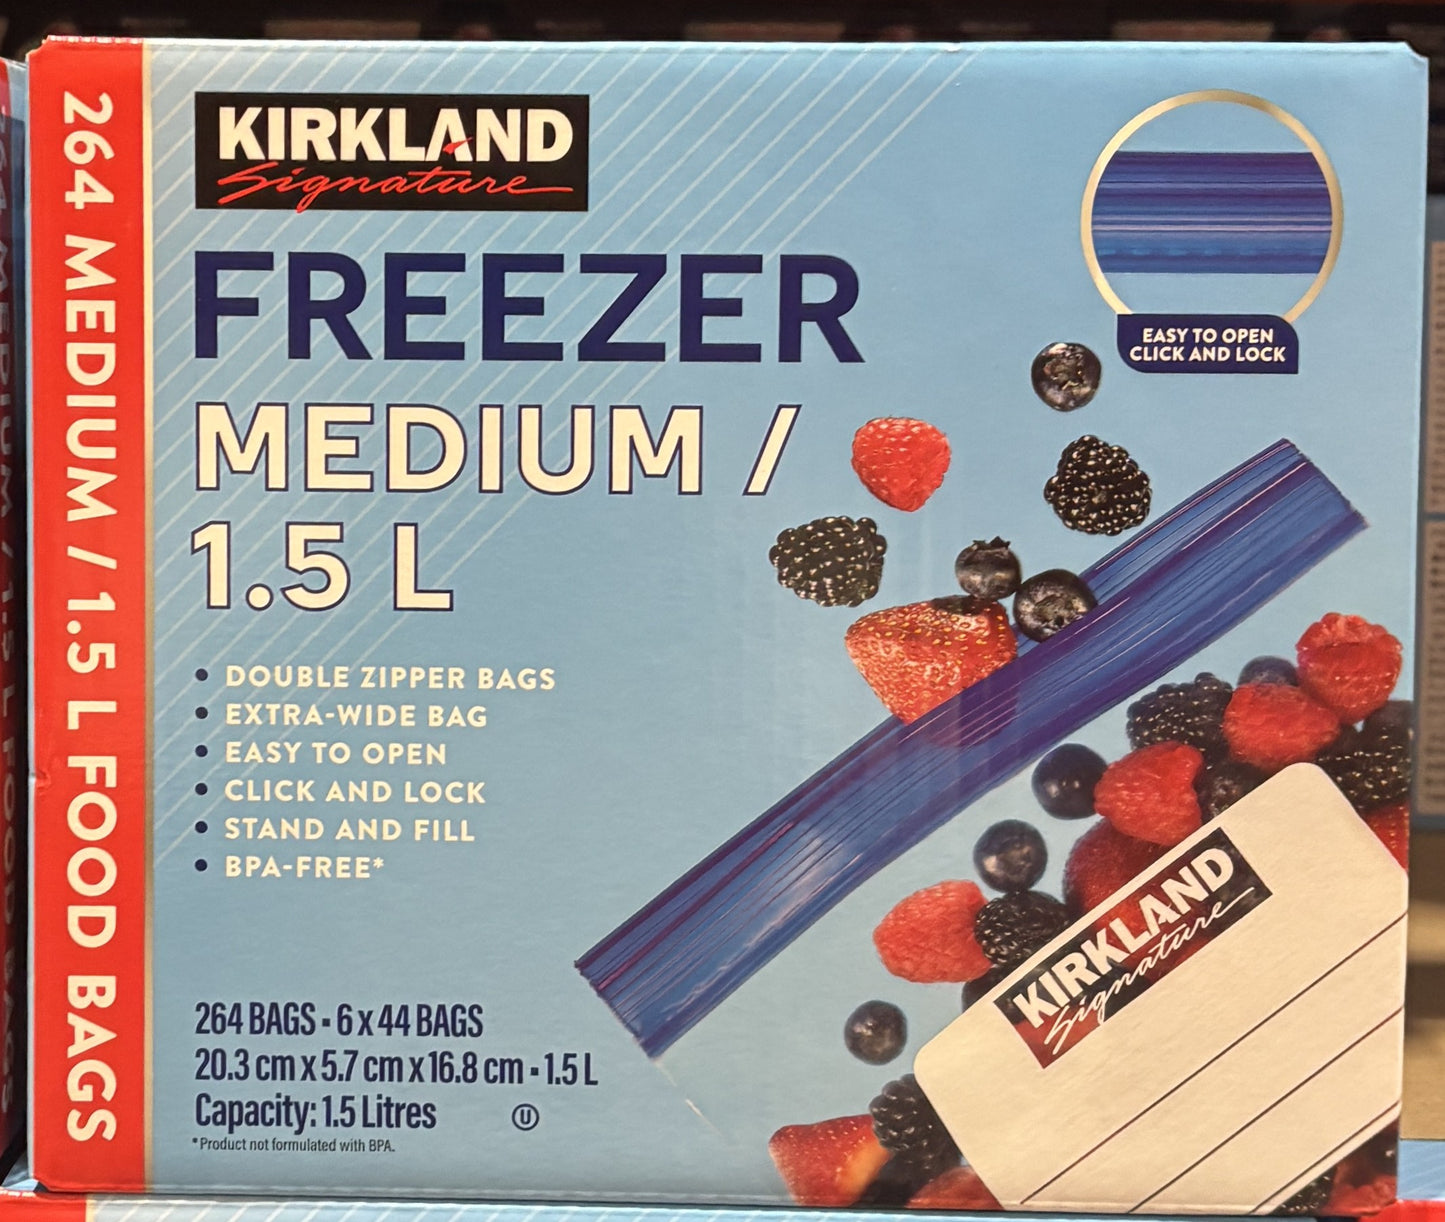 264 MEDIUM / 1.5 L FOOD BAGS
KIRKLAND
Signature
FREEZER
MEDIUM /
1.5 L
• DOUBLE ZIPPER BAGS
• EXTRA-WIDE BAG
• EASY TO OPEN
• CLICK AND LOCK
• STAND AND FILL
• BPA-FREE*
264 BAGS ▪ 6 x 44 BAGS
20.3 cm x 5.7 cm x 16.8 cm ▪ 1.5 L
Capacity: 1.5 Litres
U
*Product not formulated with BPA.
EASY TO OPEN
CLICK AND LOCK
KIRKLAND
Signature